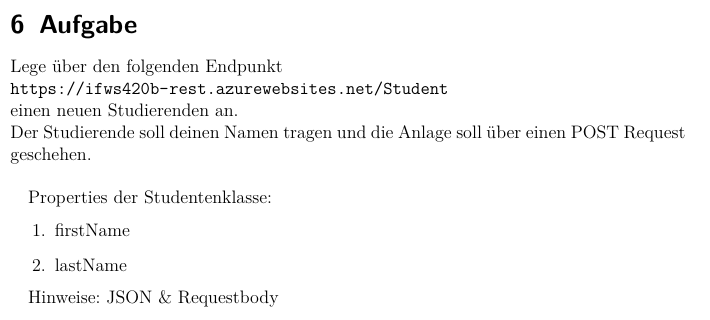 6 Aufgabe
Lege über den folgenden Endpunkt
https://ifws420b-rest.azurewebsites.net/Student
einen neuen Studierenden an.
Der Studierende soll deinen Namen tragen und die Anlage soll über einen POST Request
geschehen.
Properties der Studentenklasse:
1. firstName
2. lastName
Hinweise: JSON & Requestbody